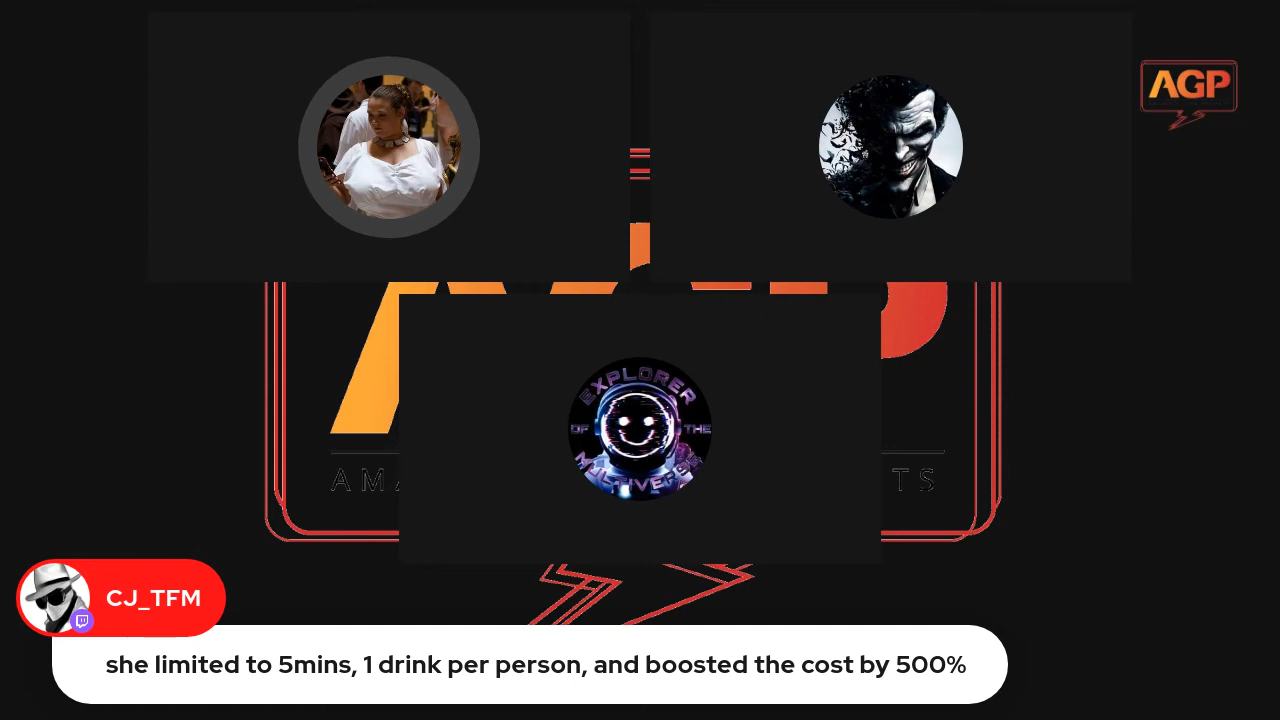 AGP
EXPLORER
OF THE
MULTIVERSE
CJ_TFM
she limited to 5mins, 1 drink per person, and boosted the cost by 500%